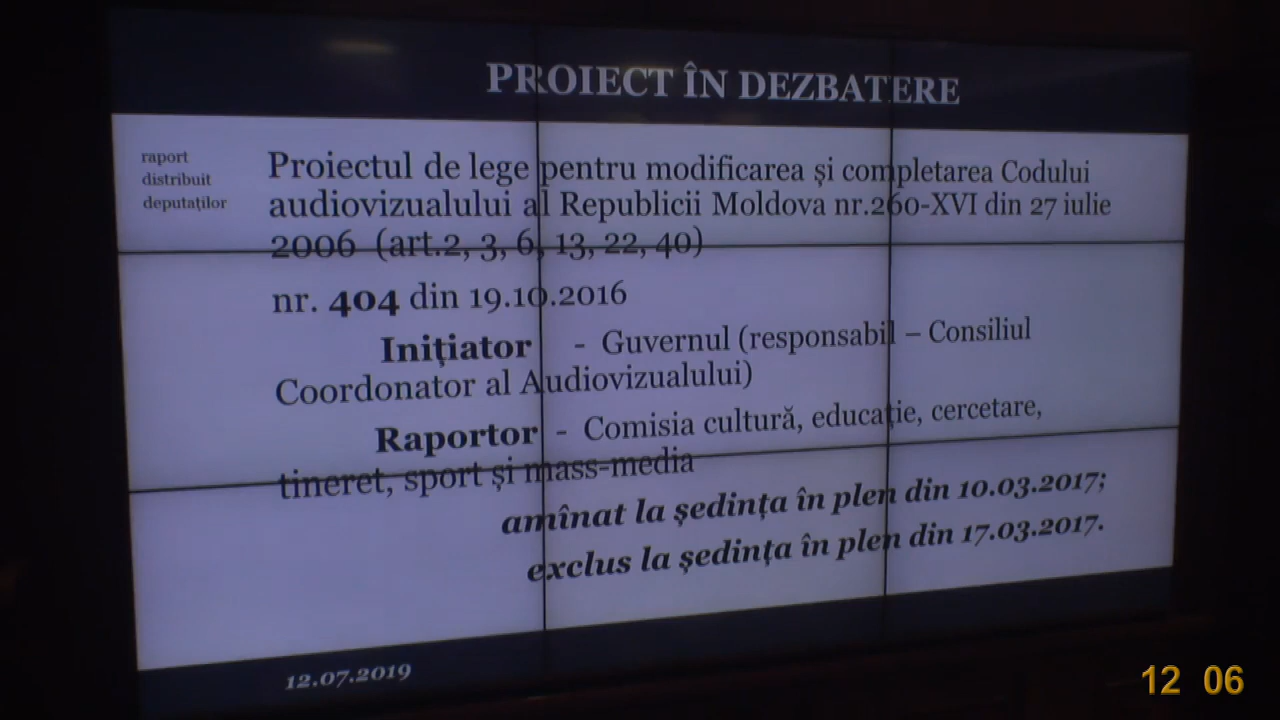 PROIECT ÎN DEZBATERE
raport
distribuit
deputaților
Proiectul de lege pentru modificarea și completarea Codului
audiovizualului al Republicii Moldova nr.260-XVI din 27 iulie
2006 (art.2, 3, 6, 13, 22, 40)
nr. 404 din 19.10.2016
Inițiator - Guvernul (responsabil – Consiliul
Coordonator al Audiovizualului)
Raportor - Comisia cultură, educație, cercetare,
tineret, sport și mass-media
amînat la ședința în plen din 10.03.2017;
exclus la ședința în plen din 17.03.2017.
12.07.2019
12 06